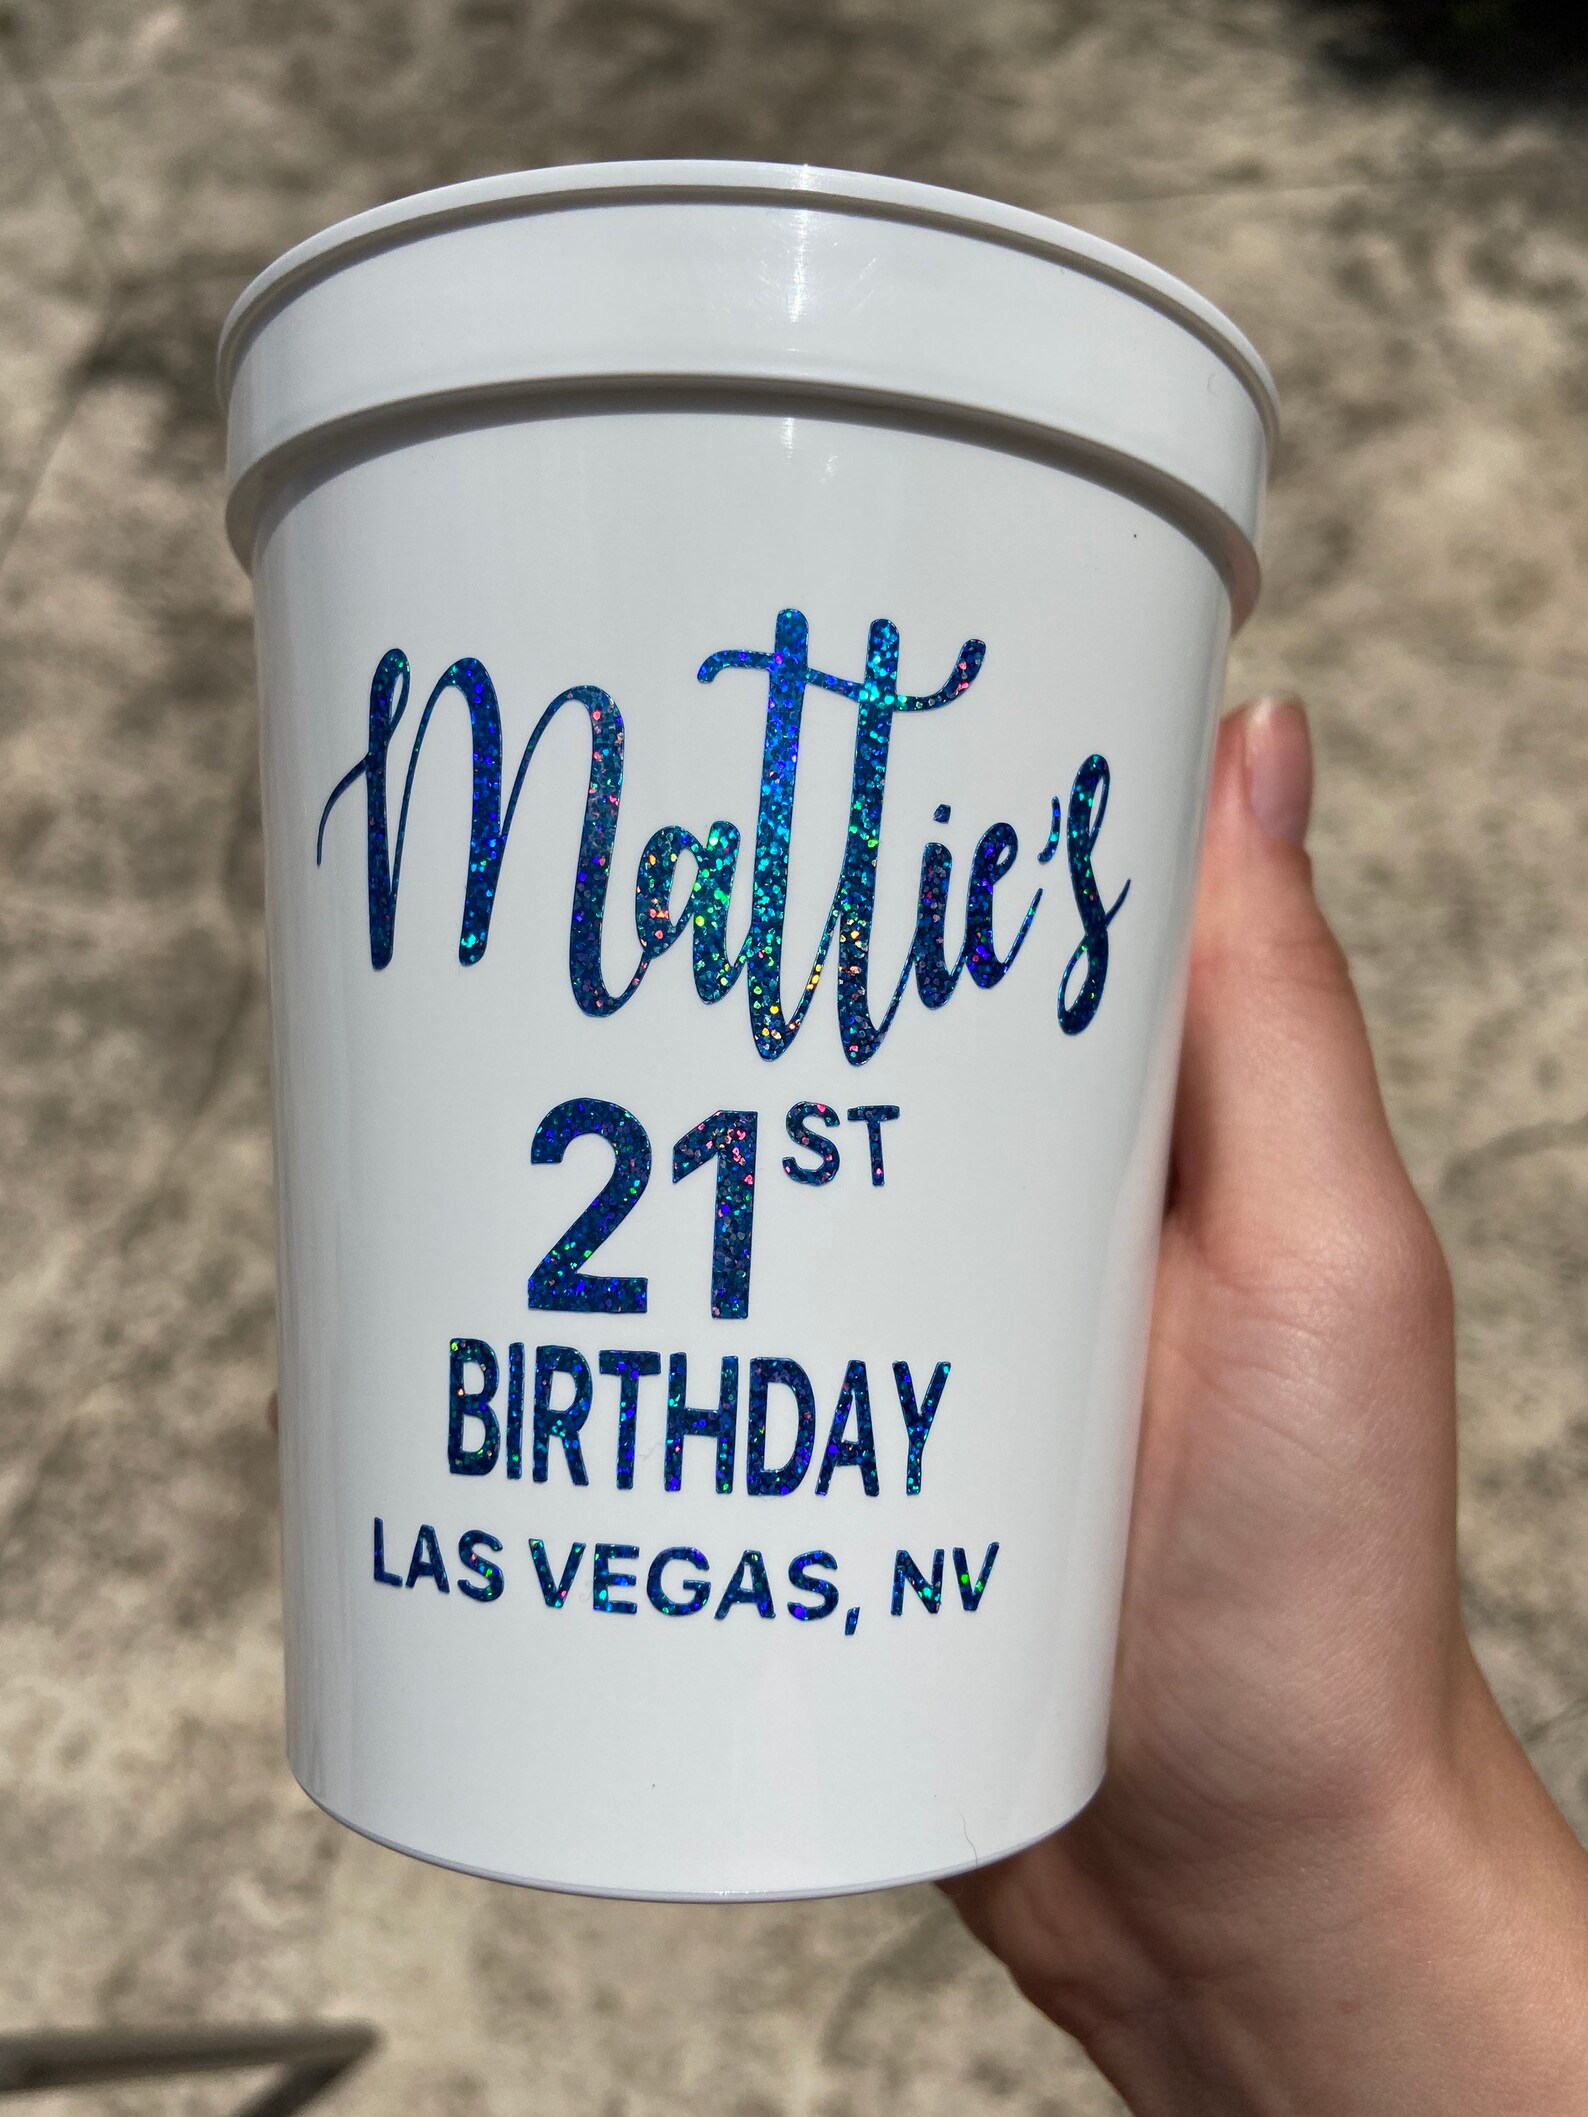 Mattie's
21ST
BIRTHDAY
LAS VEGAS, NV